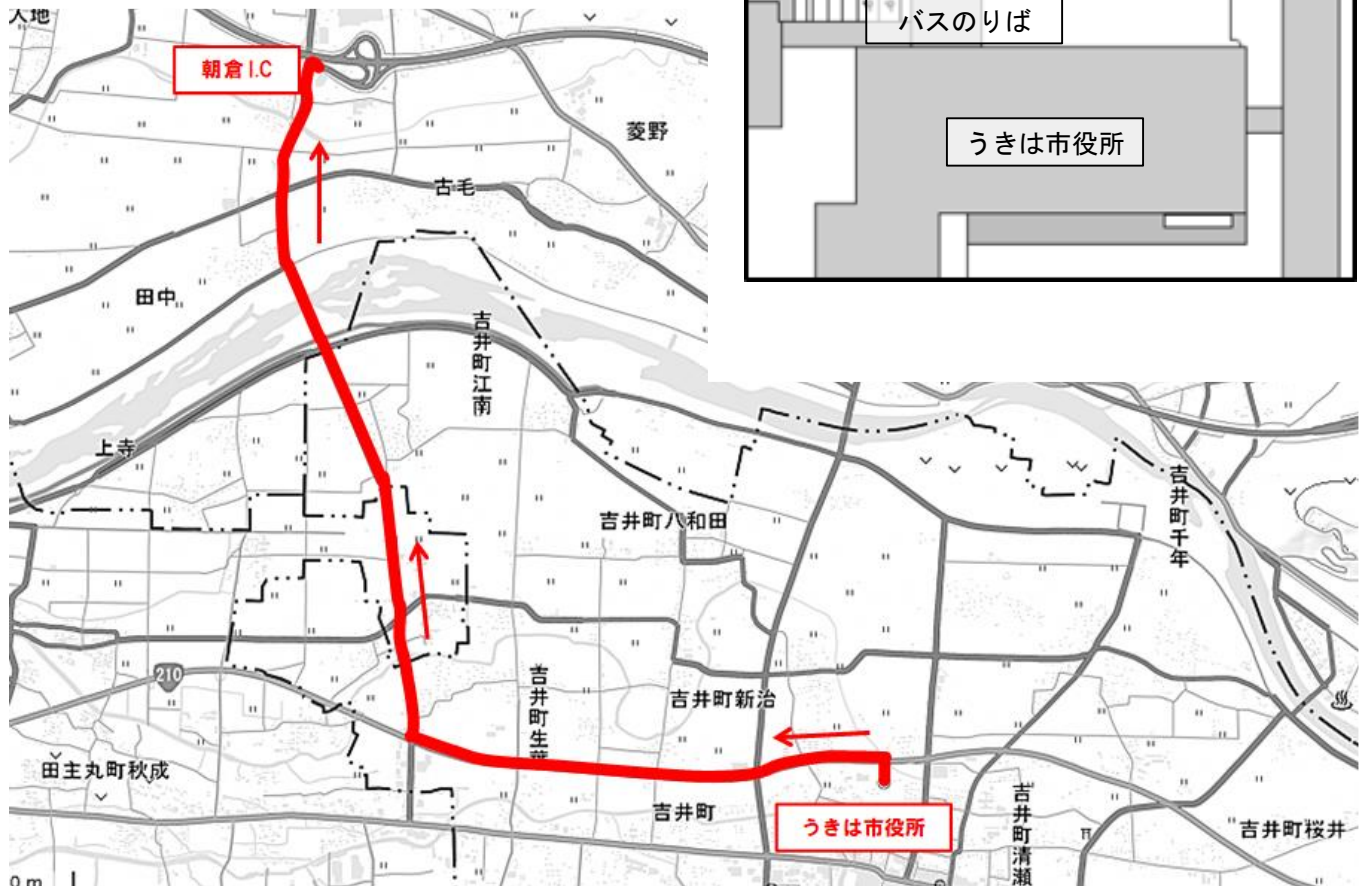 バスのりば
うきは市役所
朝倉I.C
菱野
古毛
田中
吉井町江南
上寺
吉井町八和田
吉井町千年
210
吉井町生葉
吉井町新治
田主丸町秋成
吉井町
うきは市役所
吉井町清瀬
吉井町桜井